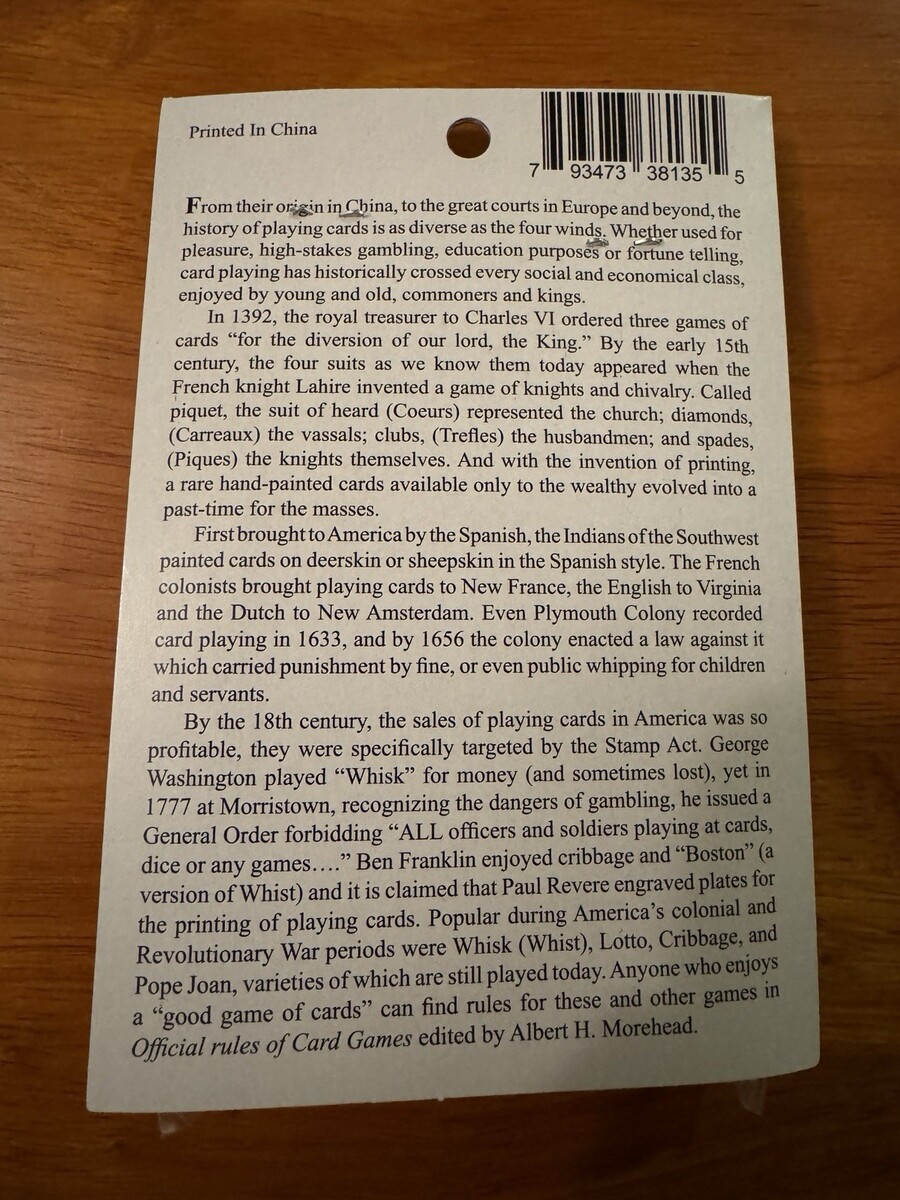 Printed In China
7 93473 38135 5
From their origin in China, to the great courts in Europe and beyond, the
history of playing cards is as diverse as the four winds. Whether used for
pleasure, high-stakes gambling, education purposes or fortune telling,
card playing has historically crossed every social and economical class,
enjoyed by young and old, commoners and kings.
In 1392, the royal treasurer to Charles VI ordered three games of
cards “for the diversion of our lord, the King.” By the early 15th
century, the four suits as we know them today appeared when the
French knight Lahire invented a game of knights and chivalry. Called
piquet, the suit of heard (Coeurs) represented the church; diamonds,
(Carreaux) the vassals; clubs, (Trefles) the husbandmen; and spades,
(Piques) the knights themselves. And with the invention of printing,
a rare hand-painted cards available only to the wealthy evolved into a
past-time for the masses.
First brought to America by the Spanish, the Indians of the Southwest
painted cards on deerskin or sheepskin in the Spanish style. The French
colonists brought playing cards to New France, the English to Virginia
and the Dutch to New Amsterdam. Even Plymouth Colony recorded
card playing in 1633, and by 1656 the colony enacted a law against it
which carried punishment by fine, or even public whipping for children
and servants.
By the 18th century, the sales of playing cards in America was so
profitable, they were specifically targeted by the Stamp Act. George
Washington played “Whisk” for money (and sometimes lost), yet in
1777 at Morristown, recognizing the dangers of gambling, he issued a
General Order forbidding “ALL officers and soldiers playing at cards,
dice or any games....” Ben Franklin enjoyed cribbage and “Boston” (a
version of Whist) and it is claimed that Paul Revere engraved plates for
the printing of playing cards. Popular during America’s colonial and
Revolutionary War periods were Whisk (Whist), Lotto, Cribbage, and
Pope Joan, varieties of which are still played today. Anyone who enjoys
a “good game of cards” can find rules for these and other games in
Official rules of Card Games edited by Albert H. Morehead.